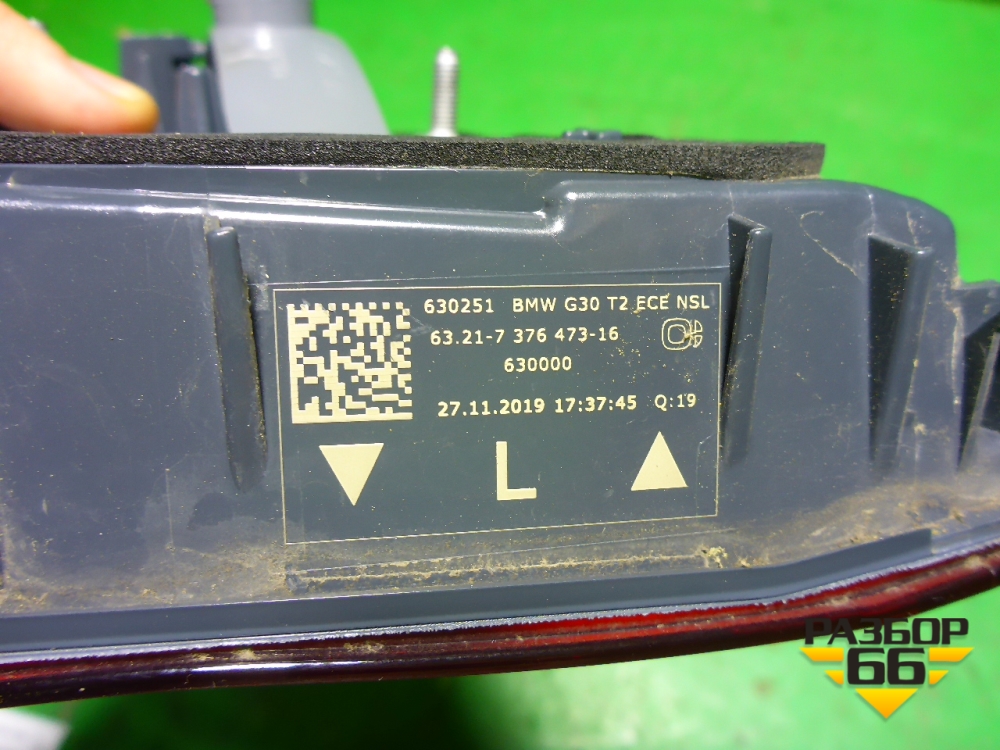 630251 BMW G30 T2 ECE NSL
63.21-7 376 473-16
630000
27.11.2019 17:37:45 Q:19
L
РАЗБОР
66